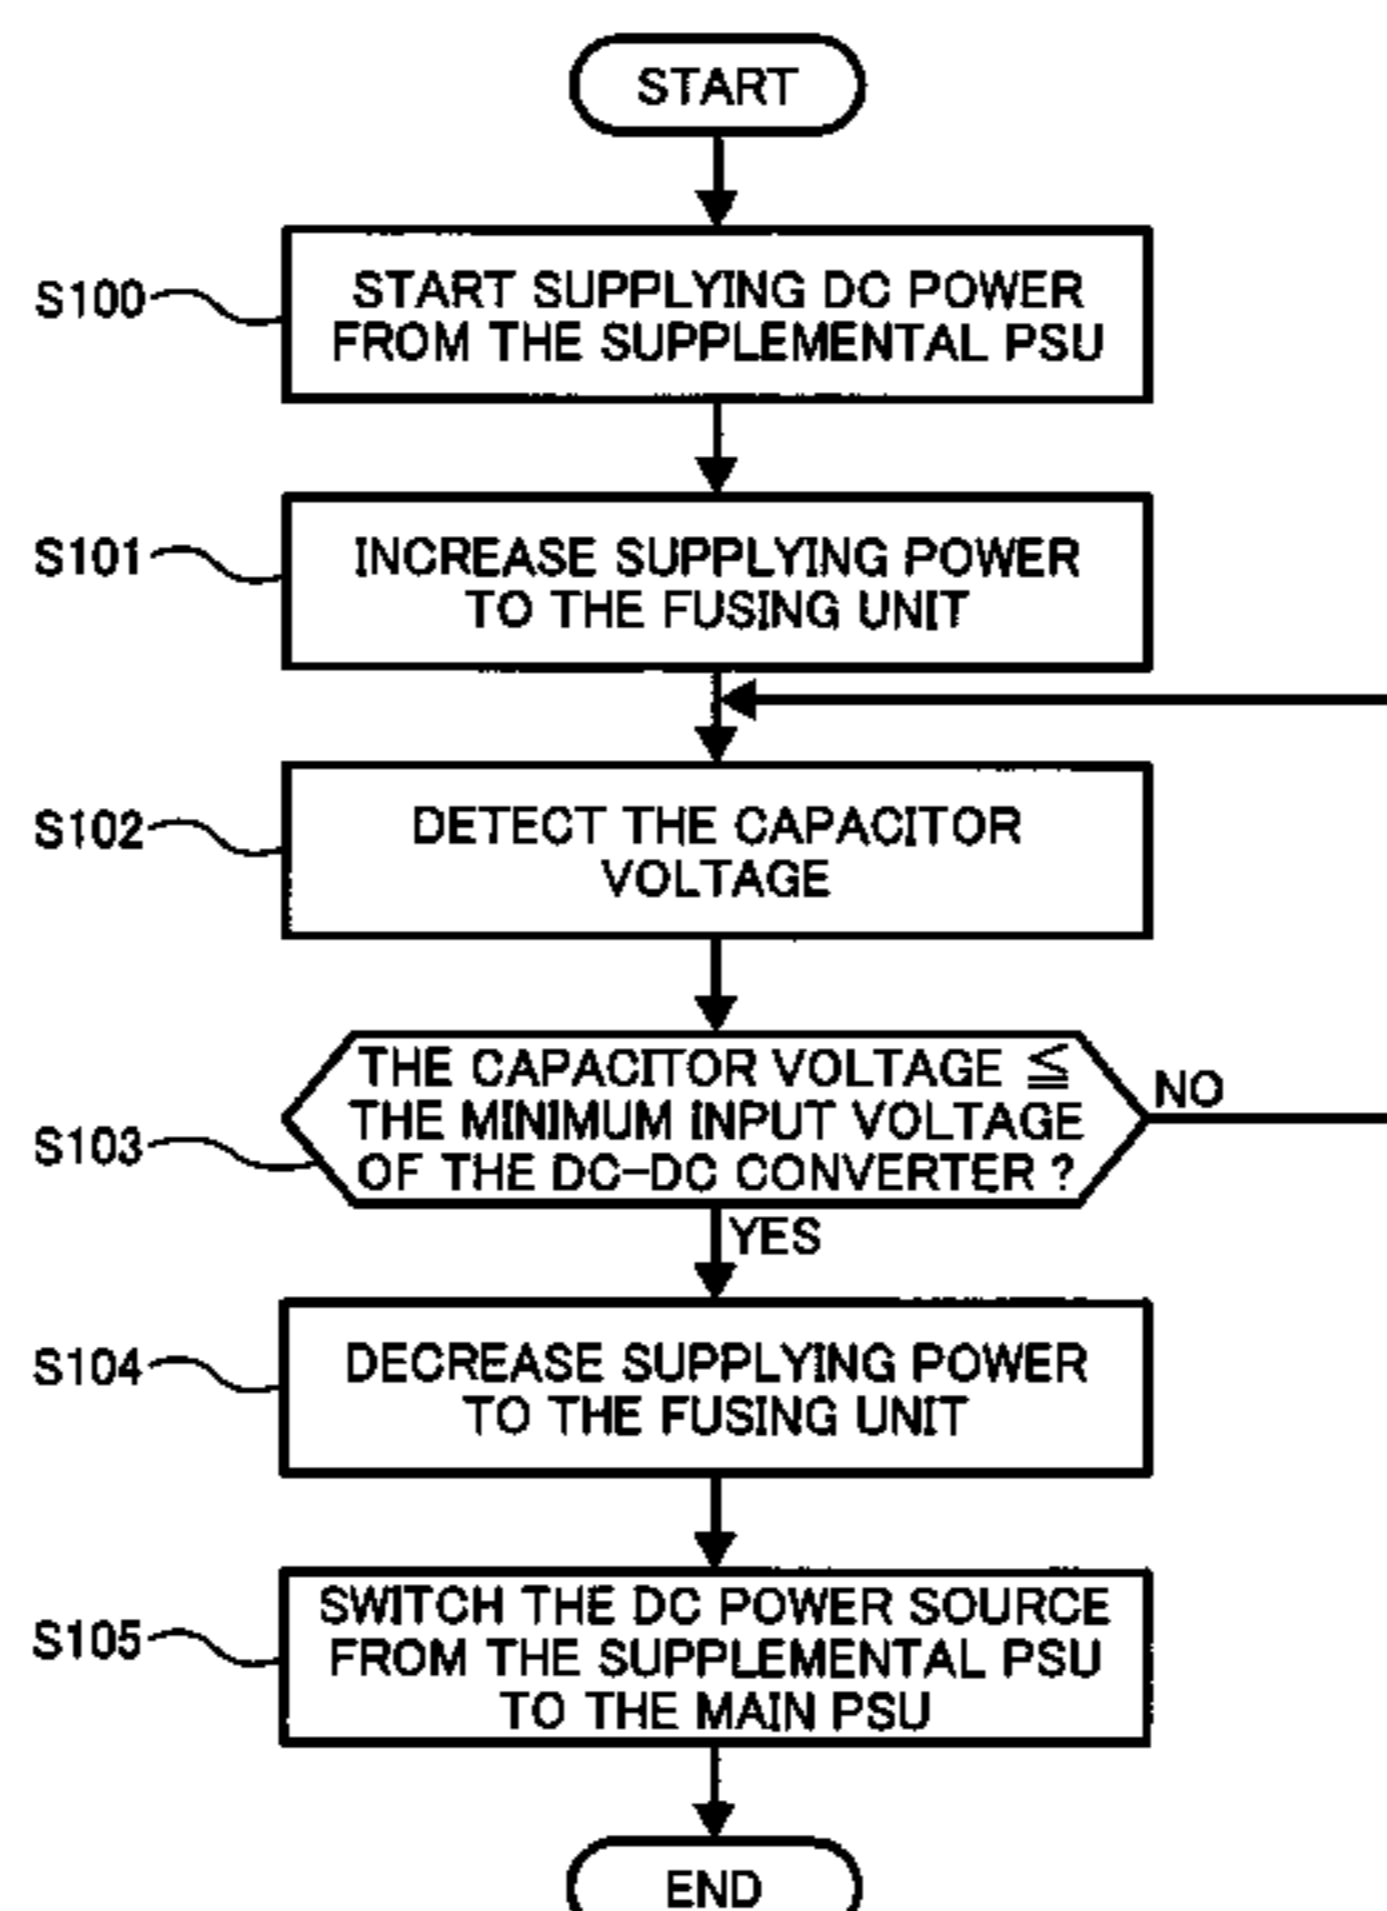 START
S100
START SUPPLYING DC POWER
FROM THE SUPPLEMENTAL PSU
S101
INCREASE SUPPLYING POWER
TO THE FUSING UNIT
S102
DETECT THE CAPACITOR
VOLTAGE
S103
THE CAPACITOR VOLTAGE ≦
THE MINIMUM INPUT VOLTAGE
OF THE DC-DC CONVERTER ?
NO
YES
S104
DECREASE SUPPLYING POWER
TO THE FUSING UNIT
S105
SWITCH THE DC POWER SOURCE
FROM THE SUPPLEMENTAL PSU
TO THE MAIN PSU
END